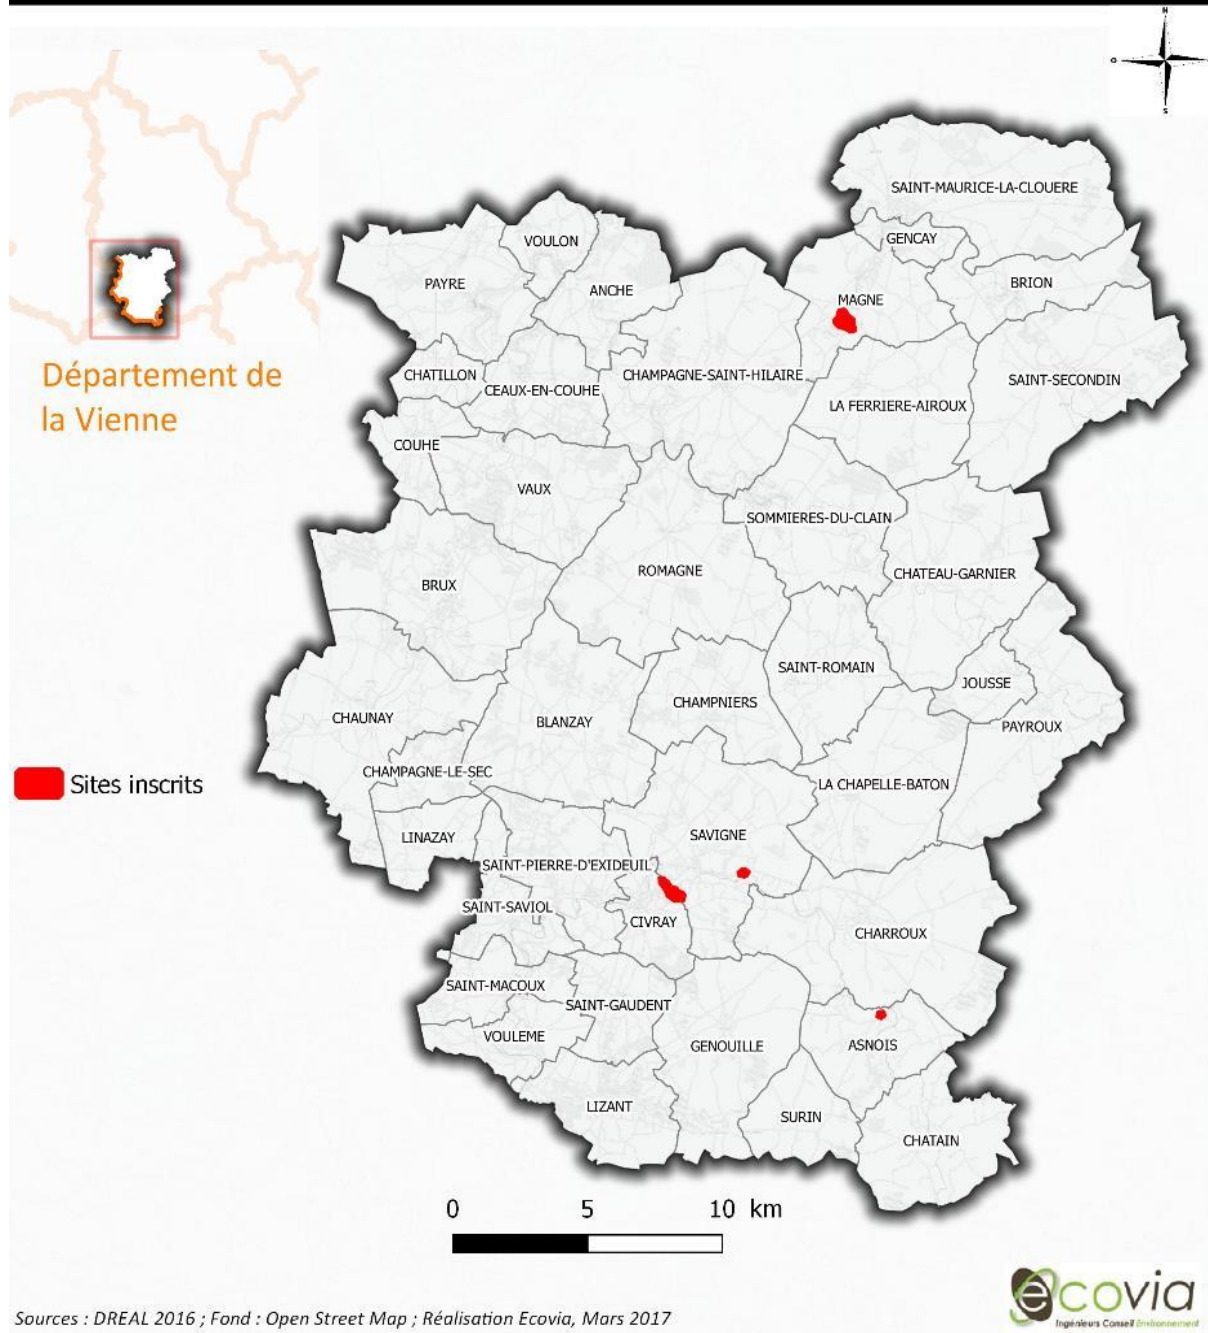 N
O
S
SAINT-MAURICE-LA-CLOUERE
GENCAY
VOULON
BRION
PAYRE
ANCHE
MAGNE
CHATILLON
CEAUX-EN-COUHE
CHAMPAGNE-SAINT-HILAIRE
SAINT-SECONDIN
LA FERRIERE-AIROUX
Département de
la Vienne
COUHE
VAUX
SOMMIERES-DU-CLAIN
ROMAGNE
CHATEAU-GARNIER
BRUX
SAINT-ROMAIN
JOUSSE
CHAMPNIERS
CHAUNAY
BLANZAY
PAYROUX
CHAMPAGNE-LE-SEC
LA CHAPELLE-BATON
Sites inscrits
LINAZAY
SAVIGNE
SAINT-PIERRE-D'EXIDEUIL
SAINT-SAVIOL
CIVRAY
CHARROUX
SAINT-MACOUX
SAINT-GAUDENT
VOULEME
GENOUILLE
ASNOIS
LIZANT
SURIN
CHATAIN
0 5 10 km
ecovia
Ingénieurs Conseil Environnement
Sources : DREAL 2016 ; Fond : Open Street Map ; Réalisation Ecovia, Mars 2017